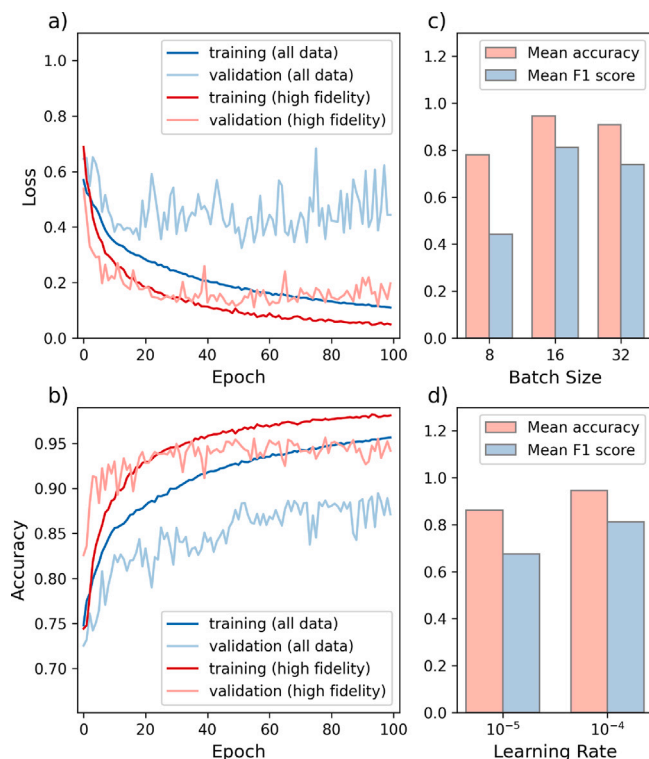 a)
training (all data)
validation (all data)
training (high fidelity)
validation (high fidelity)
1.0
0.8
0.6
0.4
0.2
0.0
Loss
0 20 40 60 80 100
Epoch
b)
0.95
0.90
0.85
0.80
0.75
0.70
Accuracy
training (all data)
validation (all data)
training (high fidelity)
validation (high fidelity)
0 20 40 60 80 100
Epoch
c)
Mean accuracy
Mean F1 score
1.2
1.0
0.8
0.6
0.4
0.2
0.0
8 16 32
Batch Size
d)
Mean accuracy
Mean F1 score
1.2
1.0
0.8
0.6
0.4
0.2
0.0
10⁻⁵ 10⁻⁴
Learning Rate